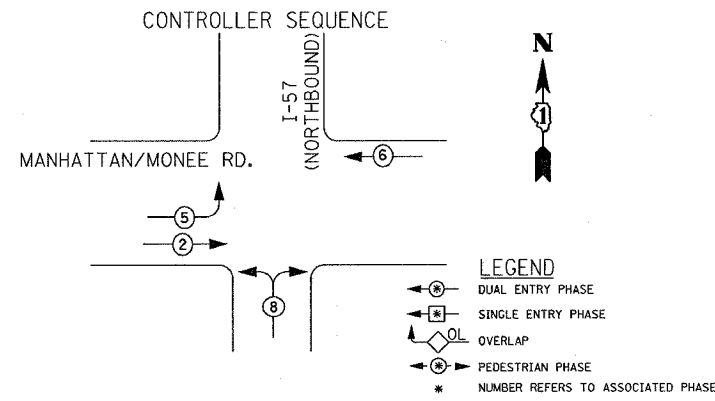 CONTROLLER SEQUENCE
N
I-57
(NORTHBOUND)
1
MANHATTAN/MONEE RD.
6
5
2
8
LEGEND
* DUAL ENTRY PHASE
* SINGLE ENTRY PHASE
OL OVERLAP
* PEDESTRIAN PHASE
* NUMBER REFERS TO ASSOCIATED PHASE